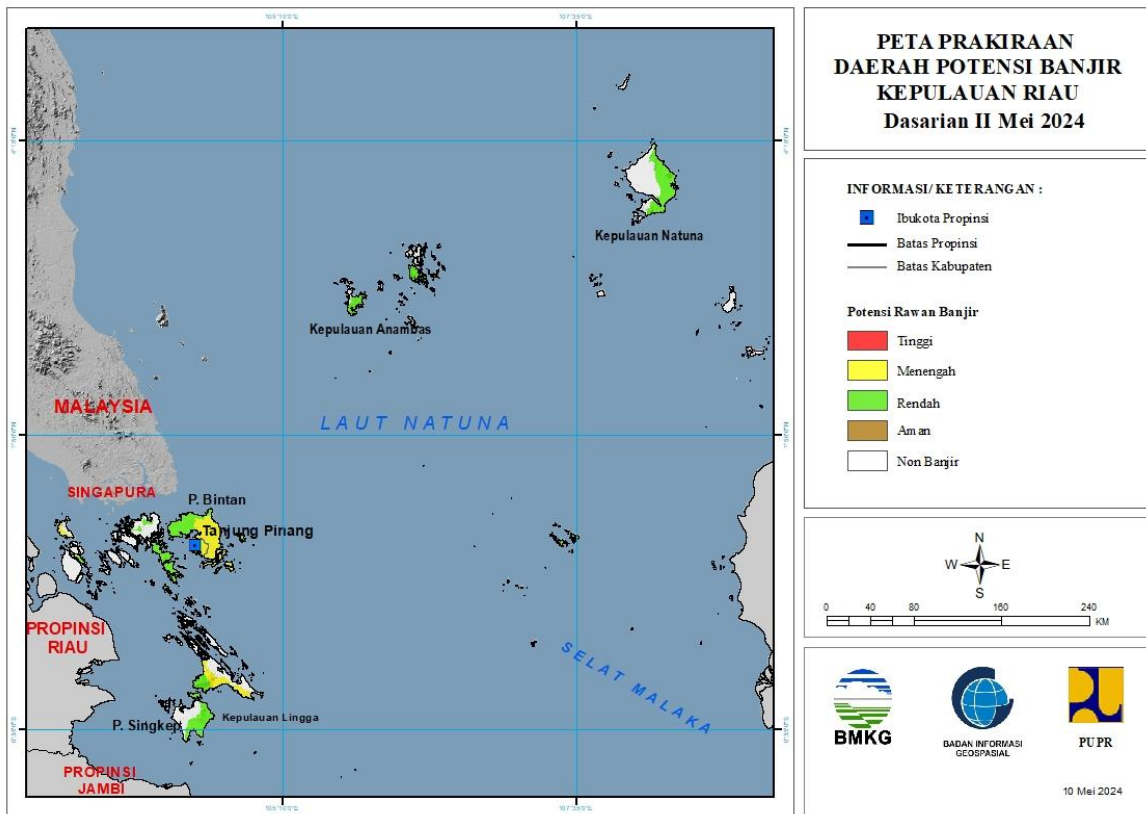 PETA PRAKIRAAN
DAERAH POTENSI BANJIR
KEPULAUAN RIAU
Dasarian II Mei 2024
INFORMASI/ KETERANGAN :
Ibukota Propinsi
Batas Propinsi
Batas Kabupaten
Potensi Rawan Banjir
Tinggi
Menengah
Rendah
Aman
Non Banjir
N
W E
S
0 40 80 160 240
KM
BMKG
BADAN INFORMASI
GEOSPASIAL
PUPR
10 Mei 2024
Kepulauan Natuna
Kepulauan Anambas
MALAYSIA
LAUT NATUNA
SINGAPURA
P. Bintan
Tanjung Pinang
PROPINSI
RIAU
SELAT MALAKA
Kepulauan Lingga
P. Singkep
PROPINSI
JAMBI